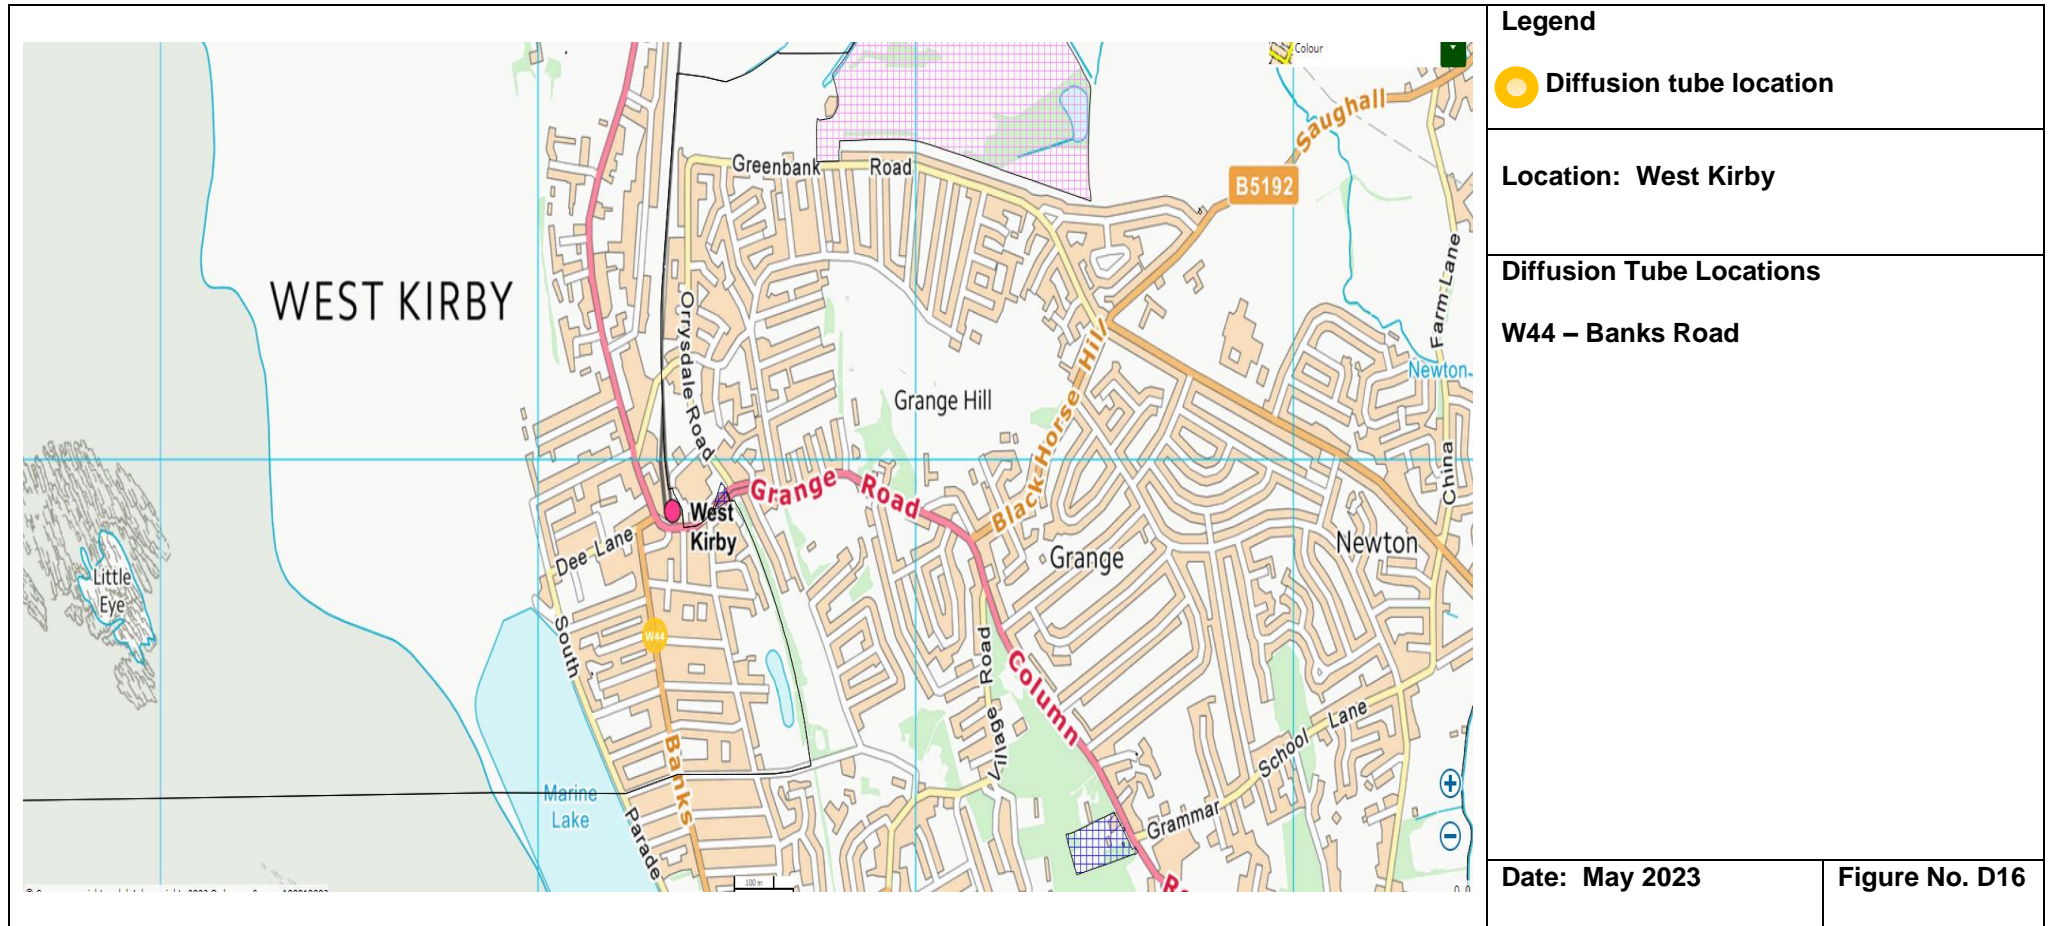 Colour
Saughall
Greenbank Road
B5192
WEST KIRBY
Orrysdale Road
Farm Lane
Black Horse Hill
Newton
Grange Hill
China
Grange Road
West
Kirby
Dee Lane
Grange
Newton
Little
Eye
South
W44
Village Road
Column
Banks
School Lane
Marine
Lake
Parade
Grammar
100 m
Legend
Diffusion tube location
Location: West Kirby
Diffusion Tube Locations
W44 – Banks Road
Date: May 2023
Figure No. D16